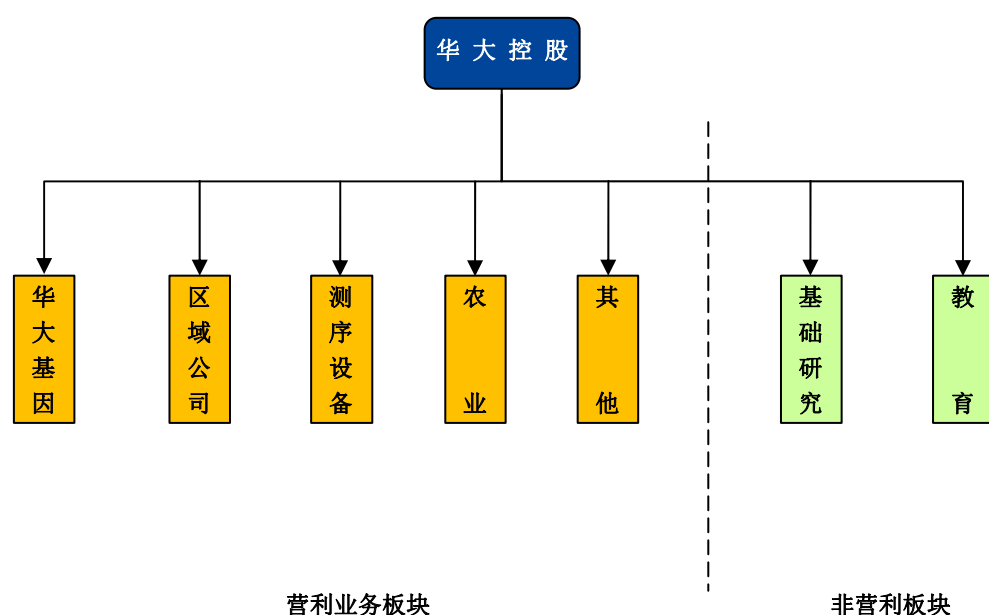 华大控股
华大基因
区域公司
测序设备
农业
其他
基础研究
教育
营利业务板块
非营利板块